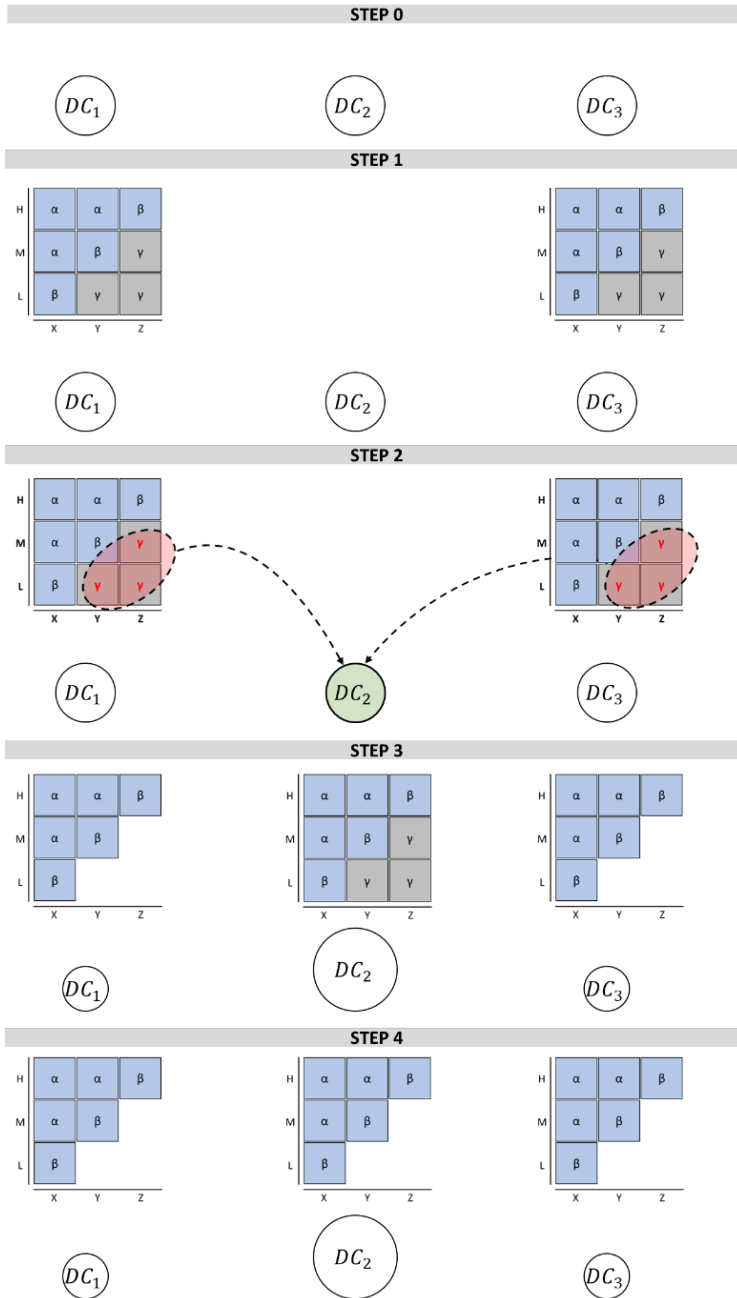 STEP 0
DC₁ DC₂ DC₃
STEP 1
H α α β H α α β
M α β γ M α β γ
L β γ γ L β γ γ
X Y Z X Y Z
DC₁ DC₂ DC₃
STEP 2
H α α β H α α β
M α β γ M α β γ
L β γ γ L β γ γ
X Y Z X Y Z
DC₁ DC₂ DC₃
STEP 3
H α α β H α α β H α α β
M α β M α β γ M α β
L β L β γ γ L β
X Y Z X Y Z X Y Z
DC₁ DC₂ DC₃
STEP 4
H α α β H α α β H α α β
M α β M α β M α β
L β L β L β
X Y Z X Y Z X Y Z
DC₁ DC₂ DC₃